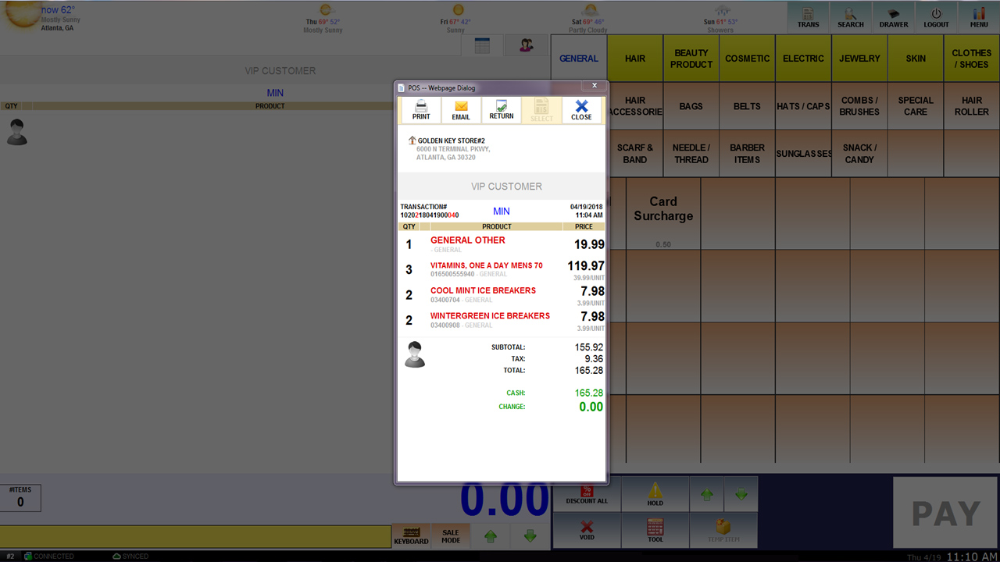 now 62°
Mostly Sunny
Atlanta, GA
Thu 69° 52°
Mostly Sunny
Fri 67° 42°
Sunny
Sat 69° 46°
Partly Cloudy
Sun 61° 53°
Showers
TRANS
SEARCH
DRAWER
LOGOUT
MENU
VIP CUSTOMER
MIN
QTY
PRODUCT
GENERAL
HAIR
BEAUTY
PRODUCT
COSMETIC
ELECTRIC
JEWELRY
SKIN
CLOTHES
/ SHOES
HAIR
ACCESSORIE
BAGS
BELTS
HATS / CAPS
COMBS /
BRUSHES
SPECIAL
CARE
HAIR
ROLLER
SCARF &
BAND
NEEDLE /
THREAD
BARBER
ITEMS
SUNGLASSES
SNACK /
CANDY
Card
Surcharge
0.50
POS -- Webpage Dialog
x
PRINT
EMAIL
RETURN
SELECT
CLOSE
GOLDEN KEY STORE#2
6000 N TERMINAL PKWY,
ATLANTA, GA 30320
VIP CUSTOMER
TRANSACTION#
102021804190040
MIN
04/19/2018
11:04 AM
QTY PRODUCT PRICE
1 GENERAL OTHER 19.99
- GENERAL
3 VITAMINS, ONE A DAY MENS 70 119.97
016500555940 - GENERAL 39.99/UNIT
2 COOL MINT ICE BREAKERS 7.98
03400704 - GENERAL 3.99/UNIT
2 WINTERGREEN ICE BREAKERS 7.98
03400908 - GENERAL 3.99/UNIT
SUBTOTAL: 155.92
TAX: 9.36
TOTAL: 165.28
CASH: 165.28
CHANGE: 0.00
#ITEMS
0
0.00
KEYBOARD
SALE
MODE
% OFF
DISCOUNT ALL
HOLD
VOID
TOOL
TEMP ITEM
PAY
#2 CONNECTED SYNCED
Thu 4/19 11:10 AM